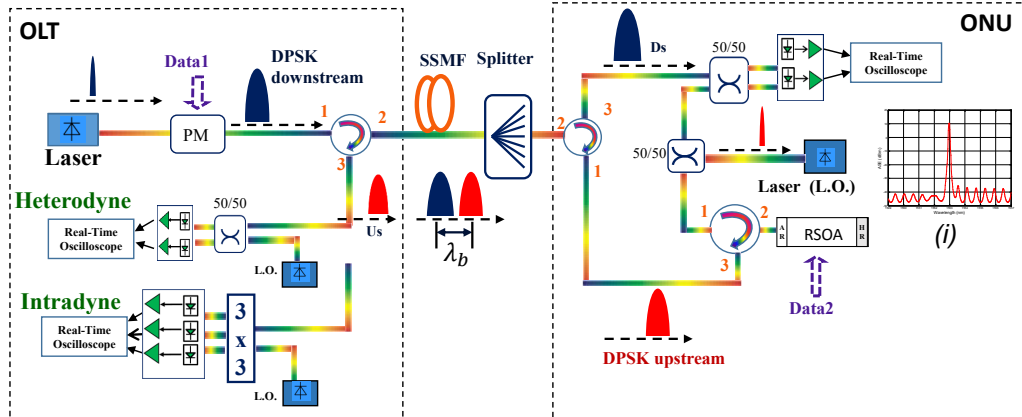 OLT
ONU
Data1
DPSK
downstream
SSMF
Splitter
Ds
50/50
Real-Time
Oscilloscope
Laser
PM
1
2
3
2
3
1
50/50
Laser (L.O.)
(i)
Heterodyne
Real-Time
Oscilloscope
50/50
L.O.
Us
λb
1
2
3
AR
RSOA
HR
Data2
Intradyne
Real-Time
Oscilloscope
3
x
3
L.O.
DPSK upstream
Wavelength (nm)